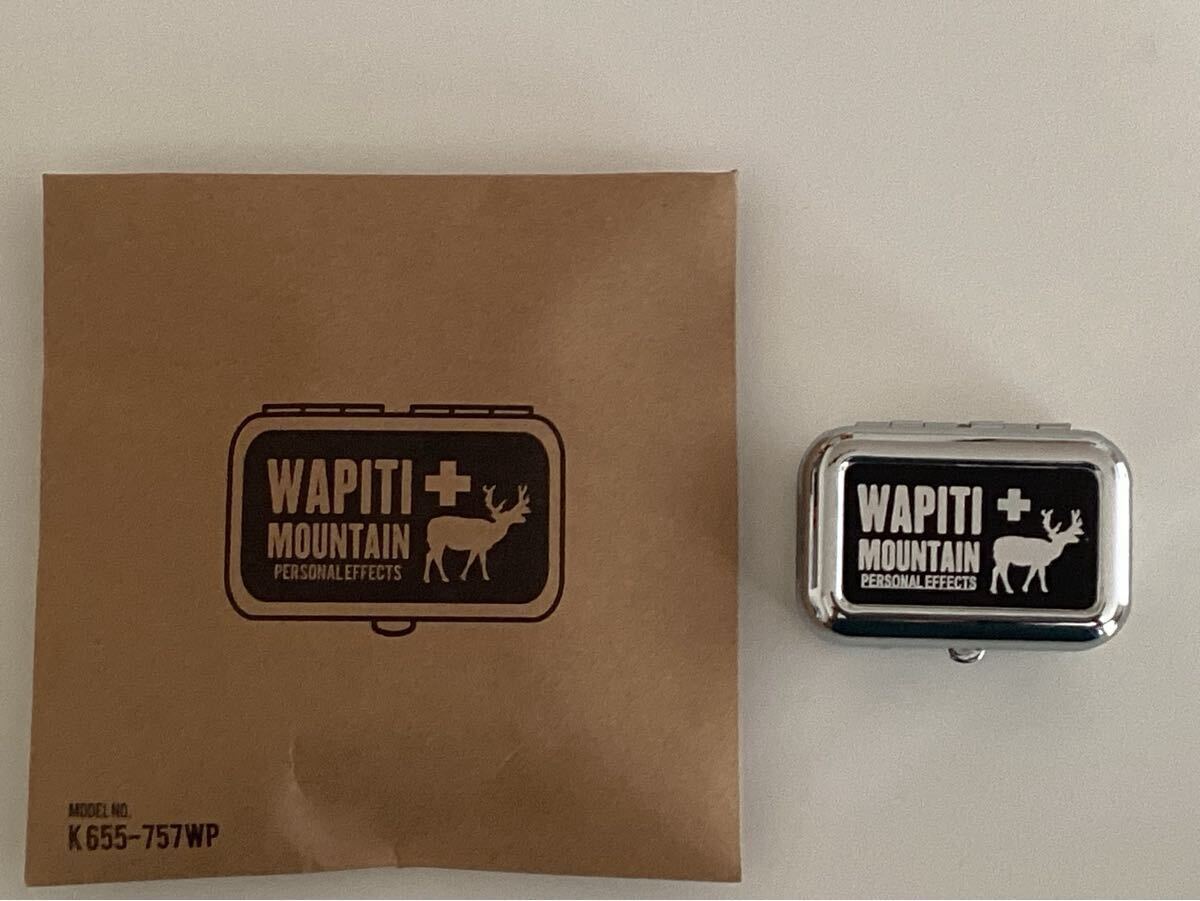 WAPITI +
MOUNTAIN
PERSONAL EFFECTS
MODEL NO.
K655-757WP
WAPITI +
MOUNTAIN
PERSONAL EFFECTS